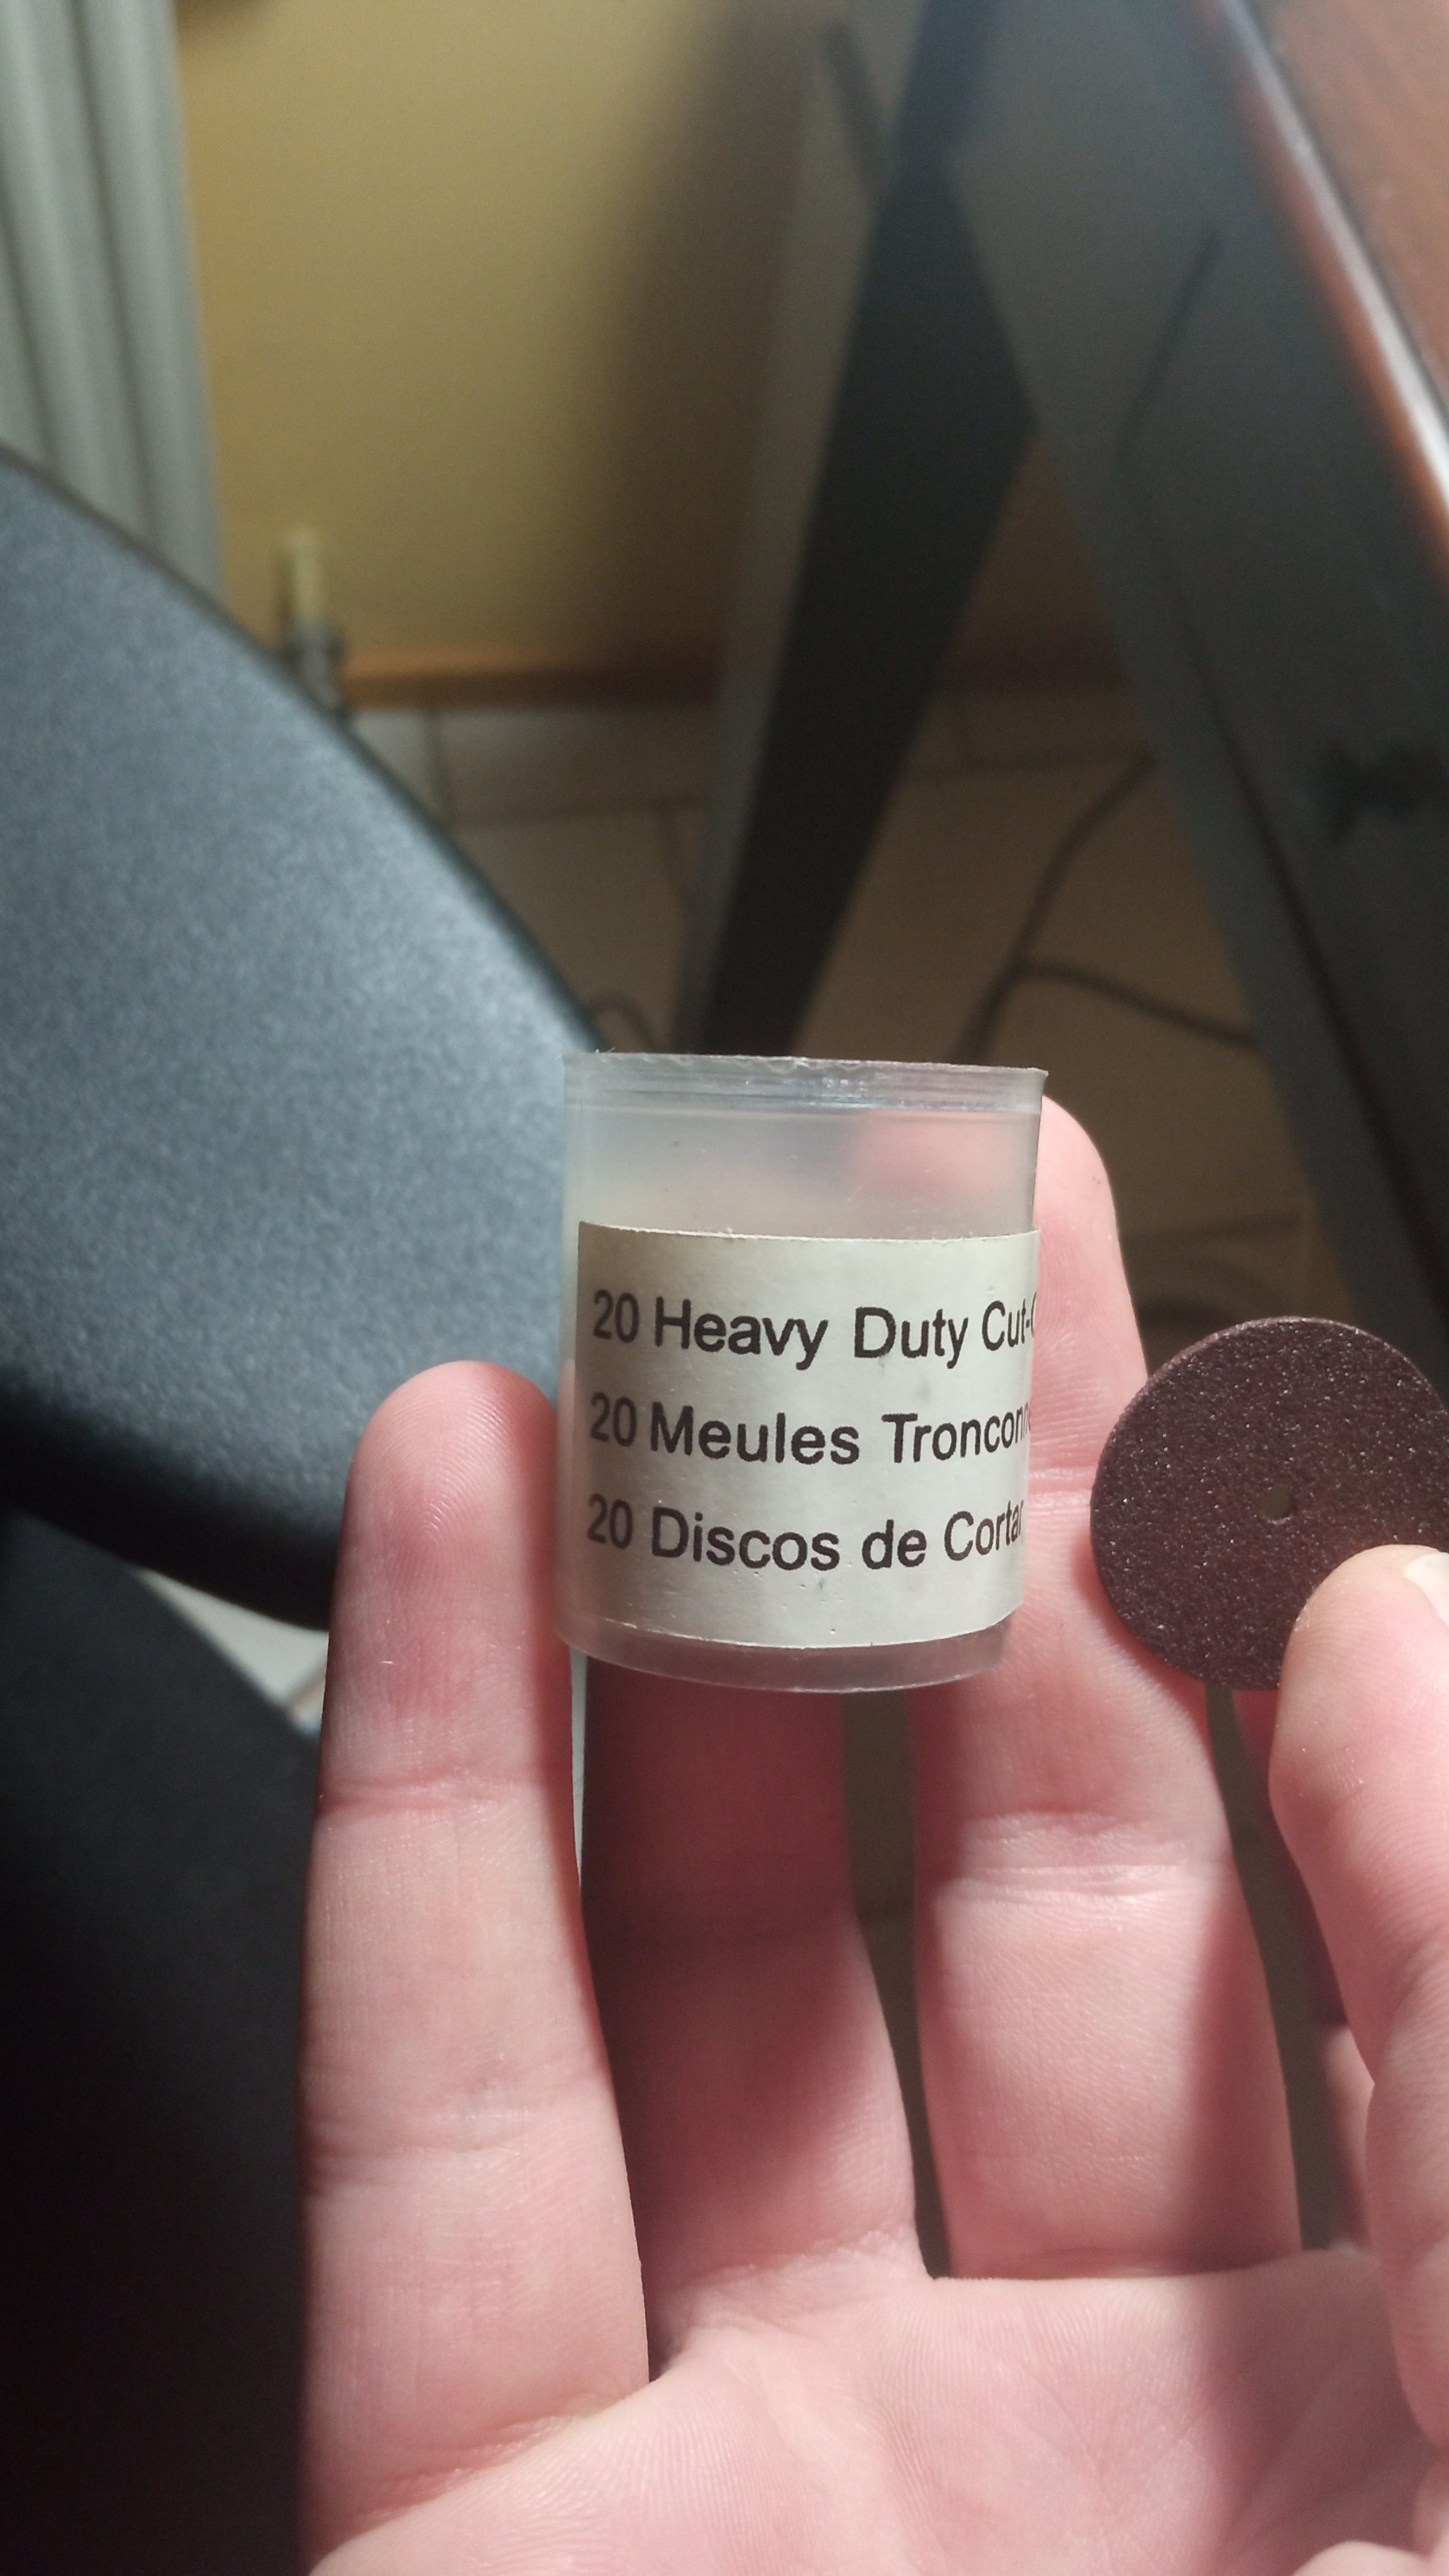 20 Heavy Duty Cut-
20 Meules Tronconn
20 Discos de Cortar